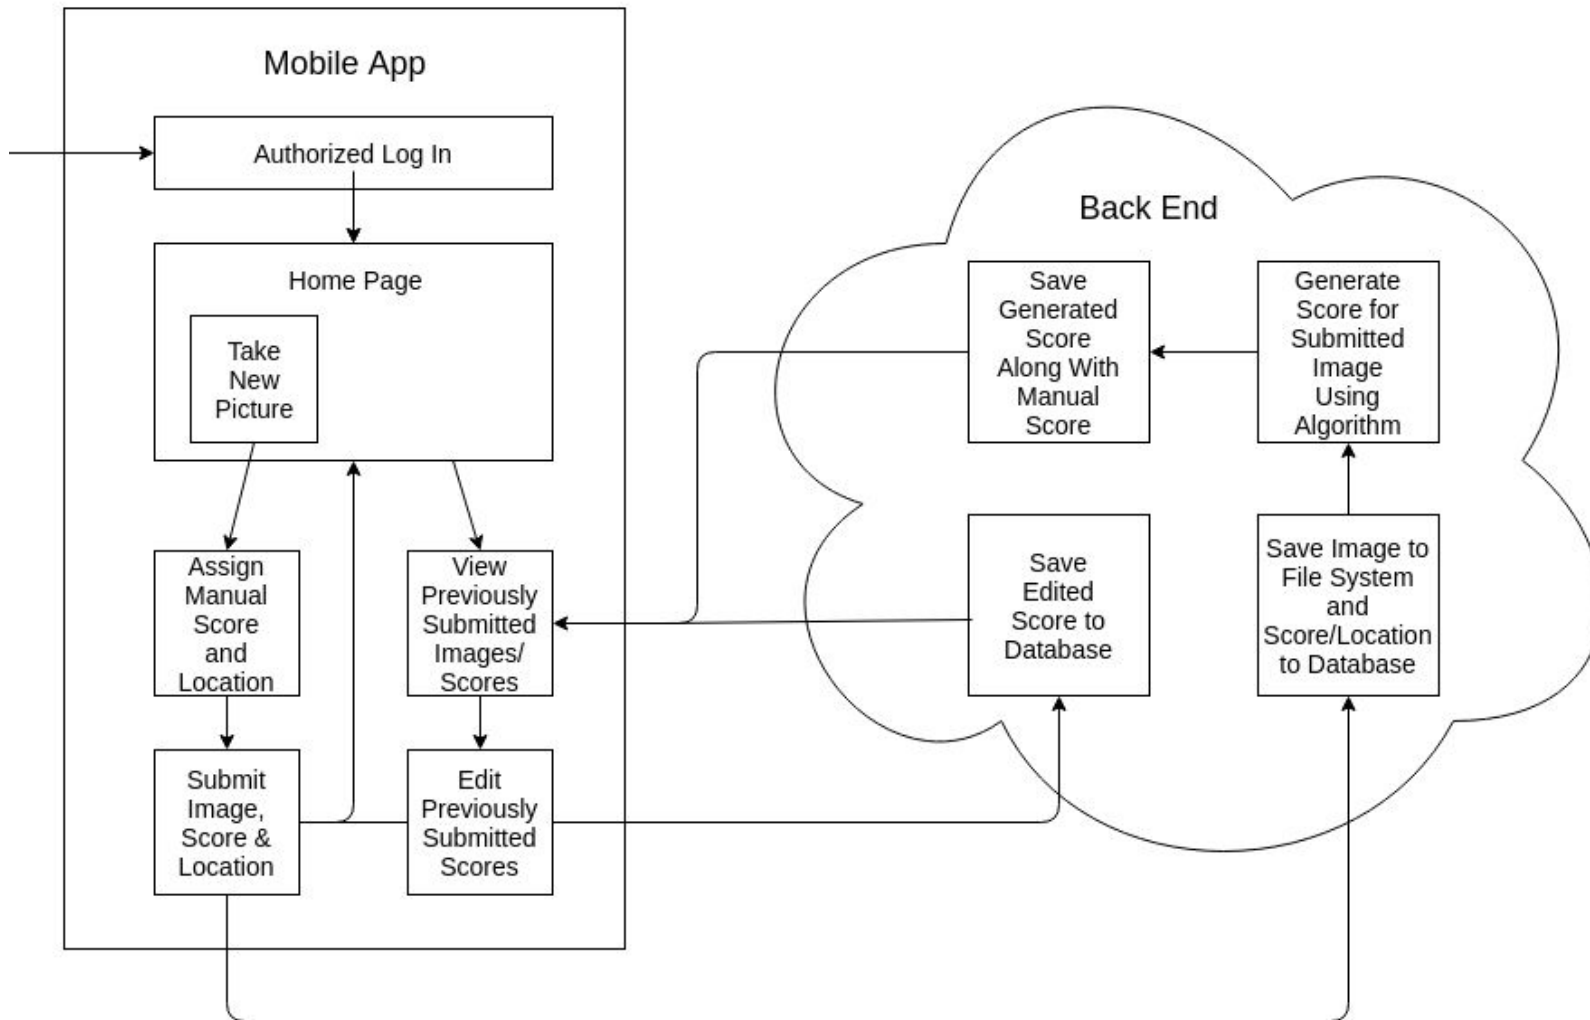 Mobile App
Authorized Log In
Home Page
Take
New
Picture
Assign
Manual
Score
and
Location
View
Previously
Submitted
Images/
Scores
Submit
Image,
Score &
Location
Edit
Previously
Submitted
Scores
Back End
Save
Generated
Score
Along With
Manual
Score
Generate
Score for
Submitted
Image
Using
Algorithm
Save
Edited
Score to
Database
Save Image to
File System
and
Score/Location
to Database